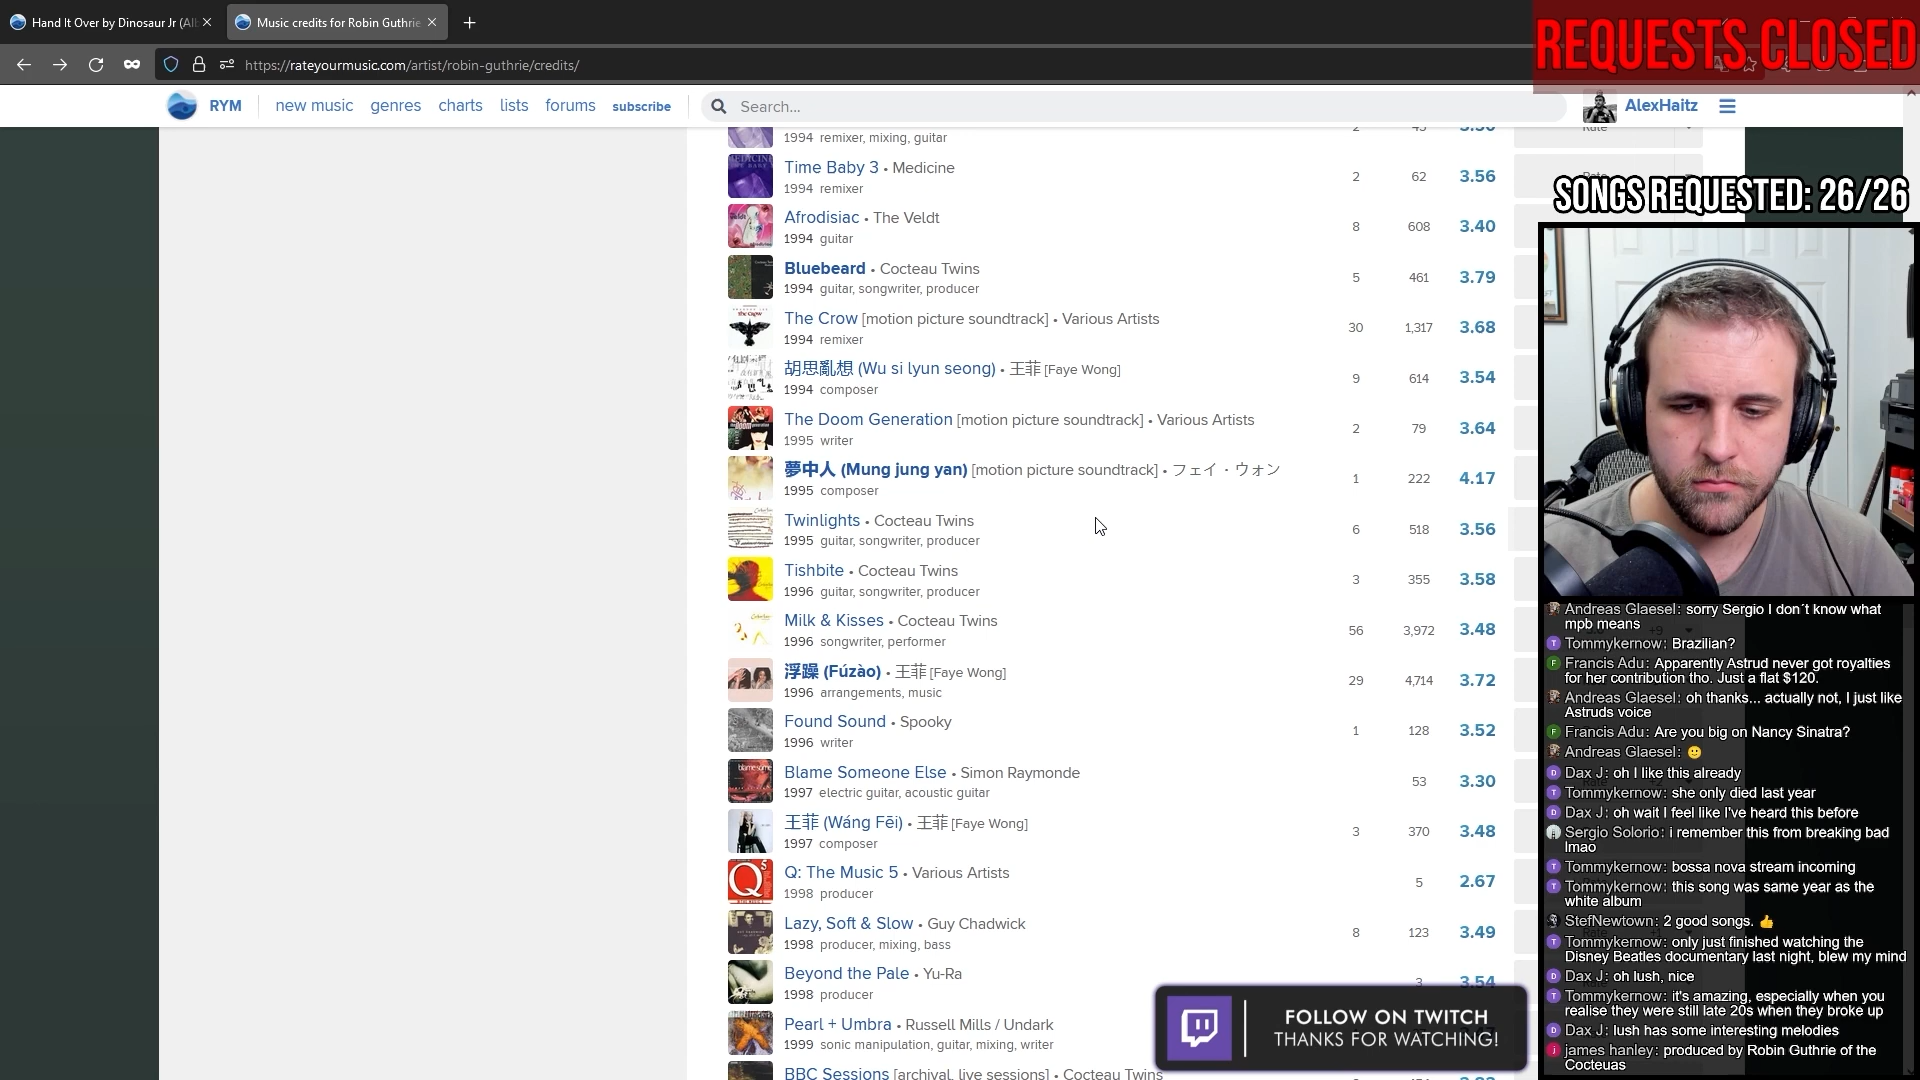 Hand It Over by Dinosaur Jr (Alb
Music credits for Robin Guthrie
REQUESTS CLOSED
https://rateyourmusic.com/artist/robin-guthrie/credits/
RYM new music genres charts lists forums subscribe Search... AlexHaitz
1994 remixer, mixing, guitar
Time Baby 3 • Medicine 2 62 3.56
1994 remixer
Afrodisiac • The Veldt 8 608 3.40
1994 guitar
Bluebeard • Cocteau Twins 5 461 3.79
1994 guitar, songwriter, producer
The Crow [motion picture soundtrack] • Various Artists 30 1,317 3.68
1994 remixer
胡思亂想 (Wu si lyun seong) • 王菲 [Faye Wong] 9 614 3.54
1994 composer
The Doom Generation [motion picture soundtrack] • Various Artists 2 79 3.64
1995 writer
夢中人 (Mung jung yan) [motion picture soundtrack] • フェイ・ウォン 1 222 4.17
1995 composer
Twinlights • Cocteau Twins 6 518 3.56
1995 guitar, songwriter, producer
Tishbite • Cocteau Twins 3 355 3.58
1996 guitar, songwriter, producer
Milk & Kisses • Cocteau Twins 56 3,972 3.48
1996 songwriter, performer
浮躁 (Fúzào) • 王菲 [Faye Wong] 29 4,714 3.72
1996 arrangements, music
Found Sound • Spooky 1 128 3.52
1996 writer
Blame Someone Else • Simon Raymonde 53 3.30
1997 electric guitar, acoustic guitar
王菲 (Wáng Fēi) • 王菲 [Faye Wong] 3 370 3.48
1997 composer
Q: The Music 5 • Various Artists 5 2.67
1998 producer
Lazy, Soft & Slow • Guy Chadwick 8 123 3.49
1998 producer, mixing, bass
Beyond the Pale • Yu-Ra 3 3.54
1998 producer
Pearl + Umbra • Russell Mills / Undark
1999 sonic manipulation, guitar, mixing, writer
BBC Sessions [archival, live sessions] • Cocteau Twins
FOLLOW ON TWITCH
THANKS FOR WATCHING!
SONGS REQUESTED: 26/26
Andreas Glaesel: sorry Sergio I don´t know what
mpb means
Tommykernow: Brazilian?
Francis Adu: Apparently Astrud never got royalties
for her contribution tho. Just a flat $120.
Andreas Glaesel: oh thanks... actually not, I just like
Astruds voice
Francis Adu: Are you big on Nancy Sinatra?
Andreas Glaesel: 🙂
Dax J: oh I like this already
Tommykernow: she only died last year
Dax J: oh wait I feel like I've heard this before
Sergio Solorio: i remember this from breaking bad
lmao
Tommykernow: bossa nova stream incoming
Tommykernow: this song was same year as the
white album
StefNewtown: 2 good songs. 👍
Tommykernow: only just finished watching the
Disney Beatles documentary last night, blew my mind
Dax J: oh lush, nice
Tommykernow: it's amazing, especially when you
realise they were still late 20s when they broke up
Dax J: lush has some interesting melodies
james hanley: produced by Robin Guthrie of the
Cocteuas